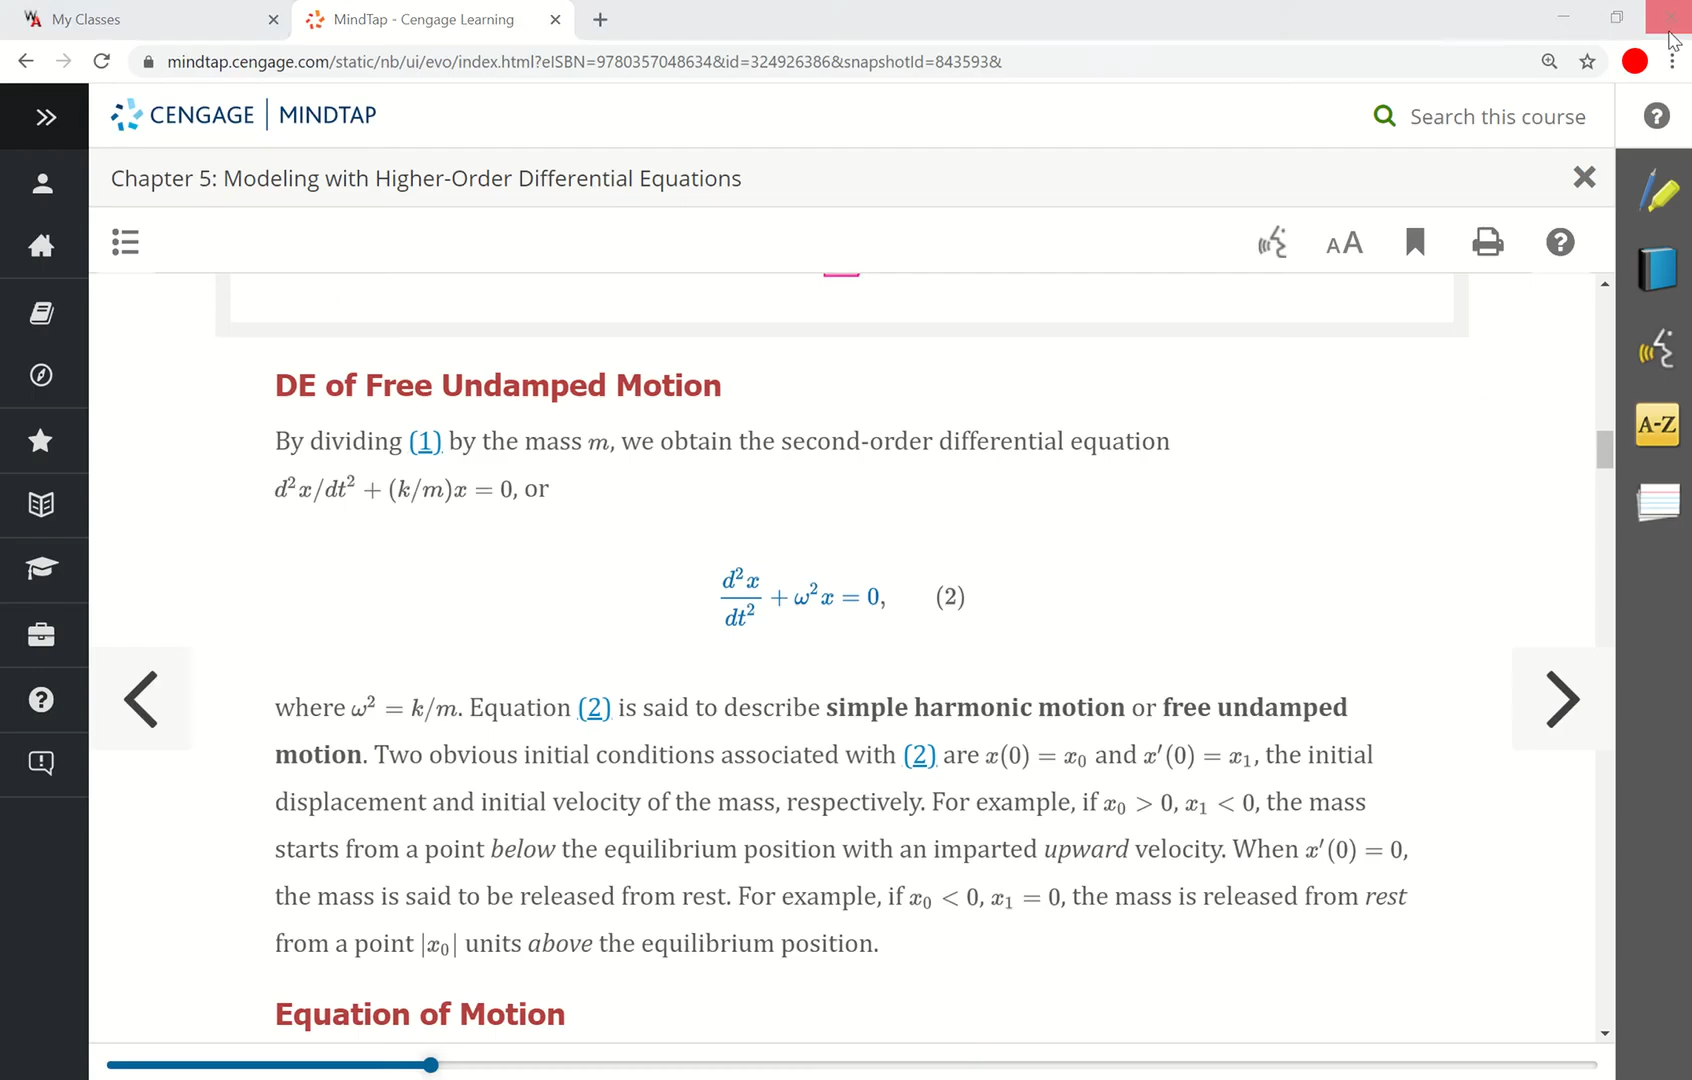 My Classes
MindTap - Cengage Learning
mindtap.cengage.com/static/nb/ui/evo/index.html?eISBN=9780357048634&id=324926386&snapshotId=843593&
CENGAGE | MINDTAP
Search this course
Chapter 5: Modeling with Higher-Order Differential Equations
AA
DE of Free Undamped Motion
By dividing (1) by the mass m, we obtain the second-order differential equation
d²x/dt² + (k/m)x = 0, or
d²x/dt² + ω²x = 0, (2)
A-Z
where ω² = k/m. Equation (2) is said to describe simple harmonic motion or free undamped
motion. Two obvious initial conditions associated with (2) are x(0) = x₀ and x′(0) = x₁, the initial
displacement and initial velocity of the mass, respectively. For example, if x₀ > 0, x₁ < 0, the mass
starts from a point below the equilibrium position with an imparted upward velocity. When x′(0) = 0,
the mass is said to be released from rest. For example, if x₀ < 0, x₁ = 0, the mass is released from rest
from a point |x₀| units above the equilibrium position.
Equation of Motion